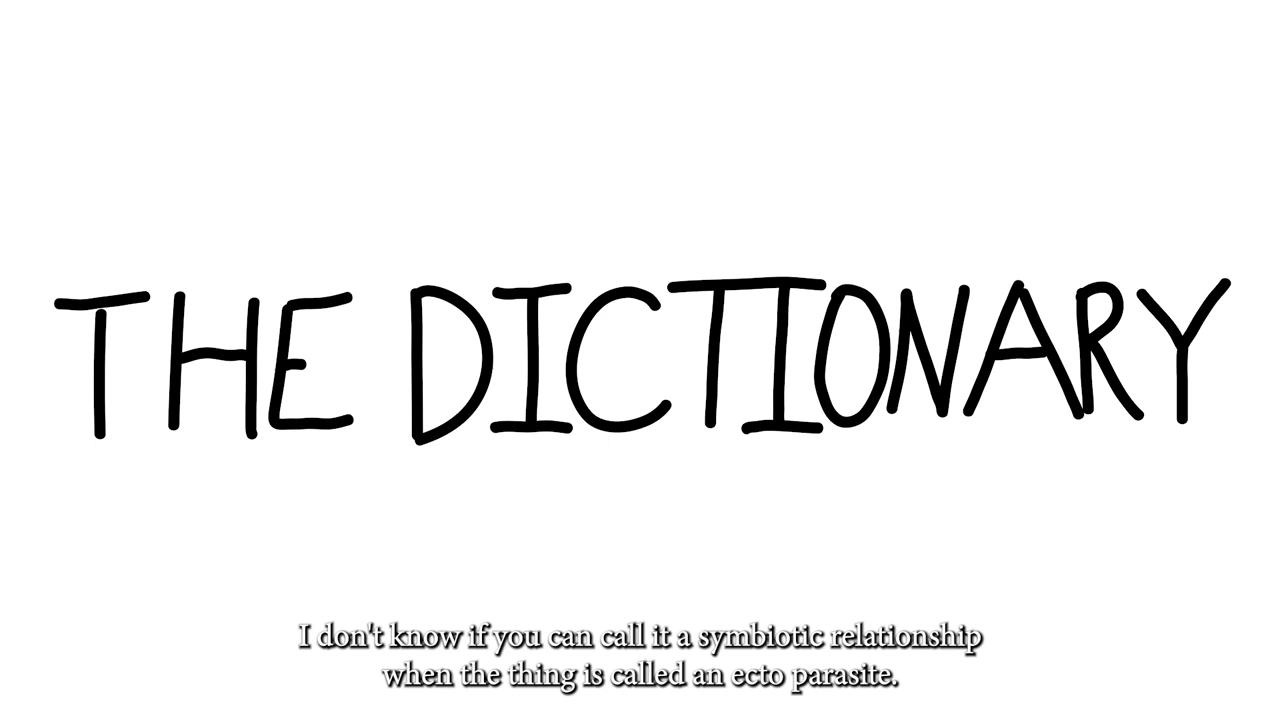 THE DICTIONARY
I don't know if you can call it a symbiotic relationship
when the thing is called an ecto parasite.